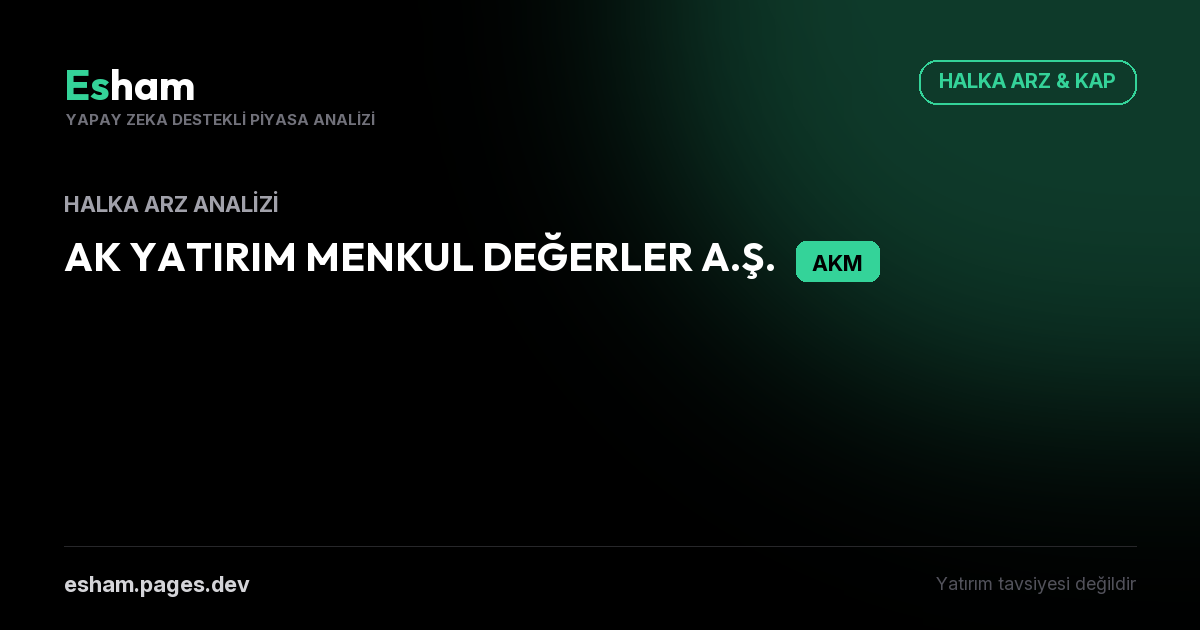 Esham
HALKA ARZ & KAP
YAPAY ZEKA DESTEKLİ PİYASA ANALİZİ
HALKA ARZ ANALİZİ
AK YATIRIM MENKUL DEĞERLER A.Ş. AKM
esham.pages.dev
Yatırım tavsiyesi değildir